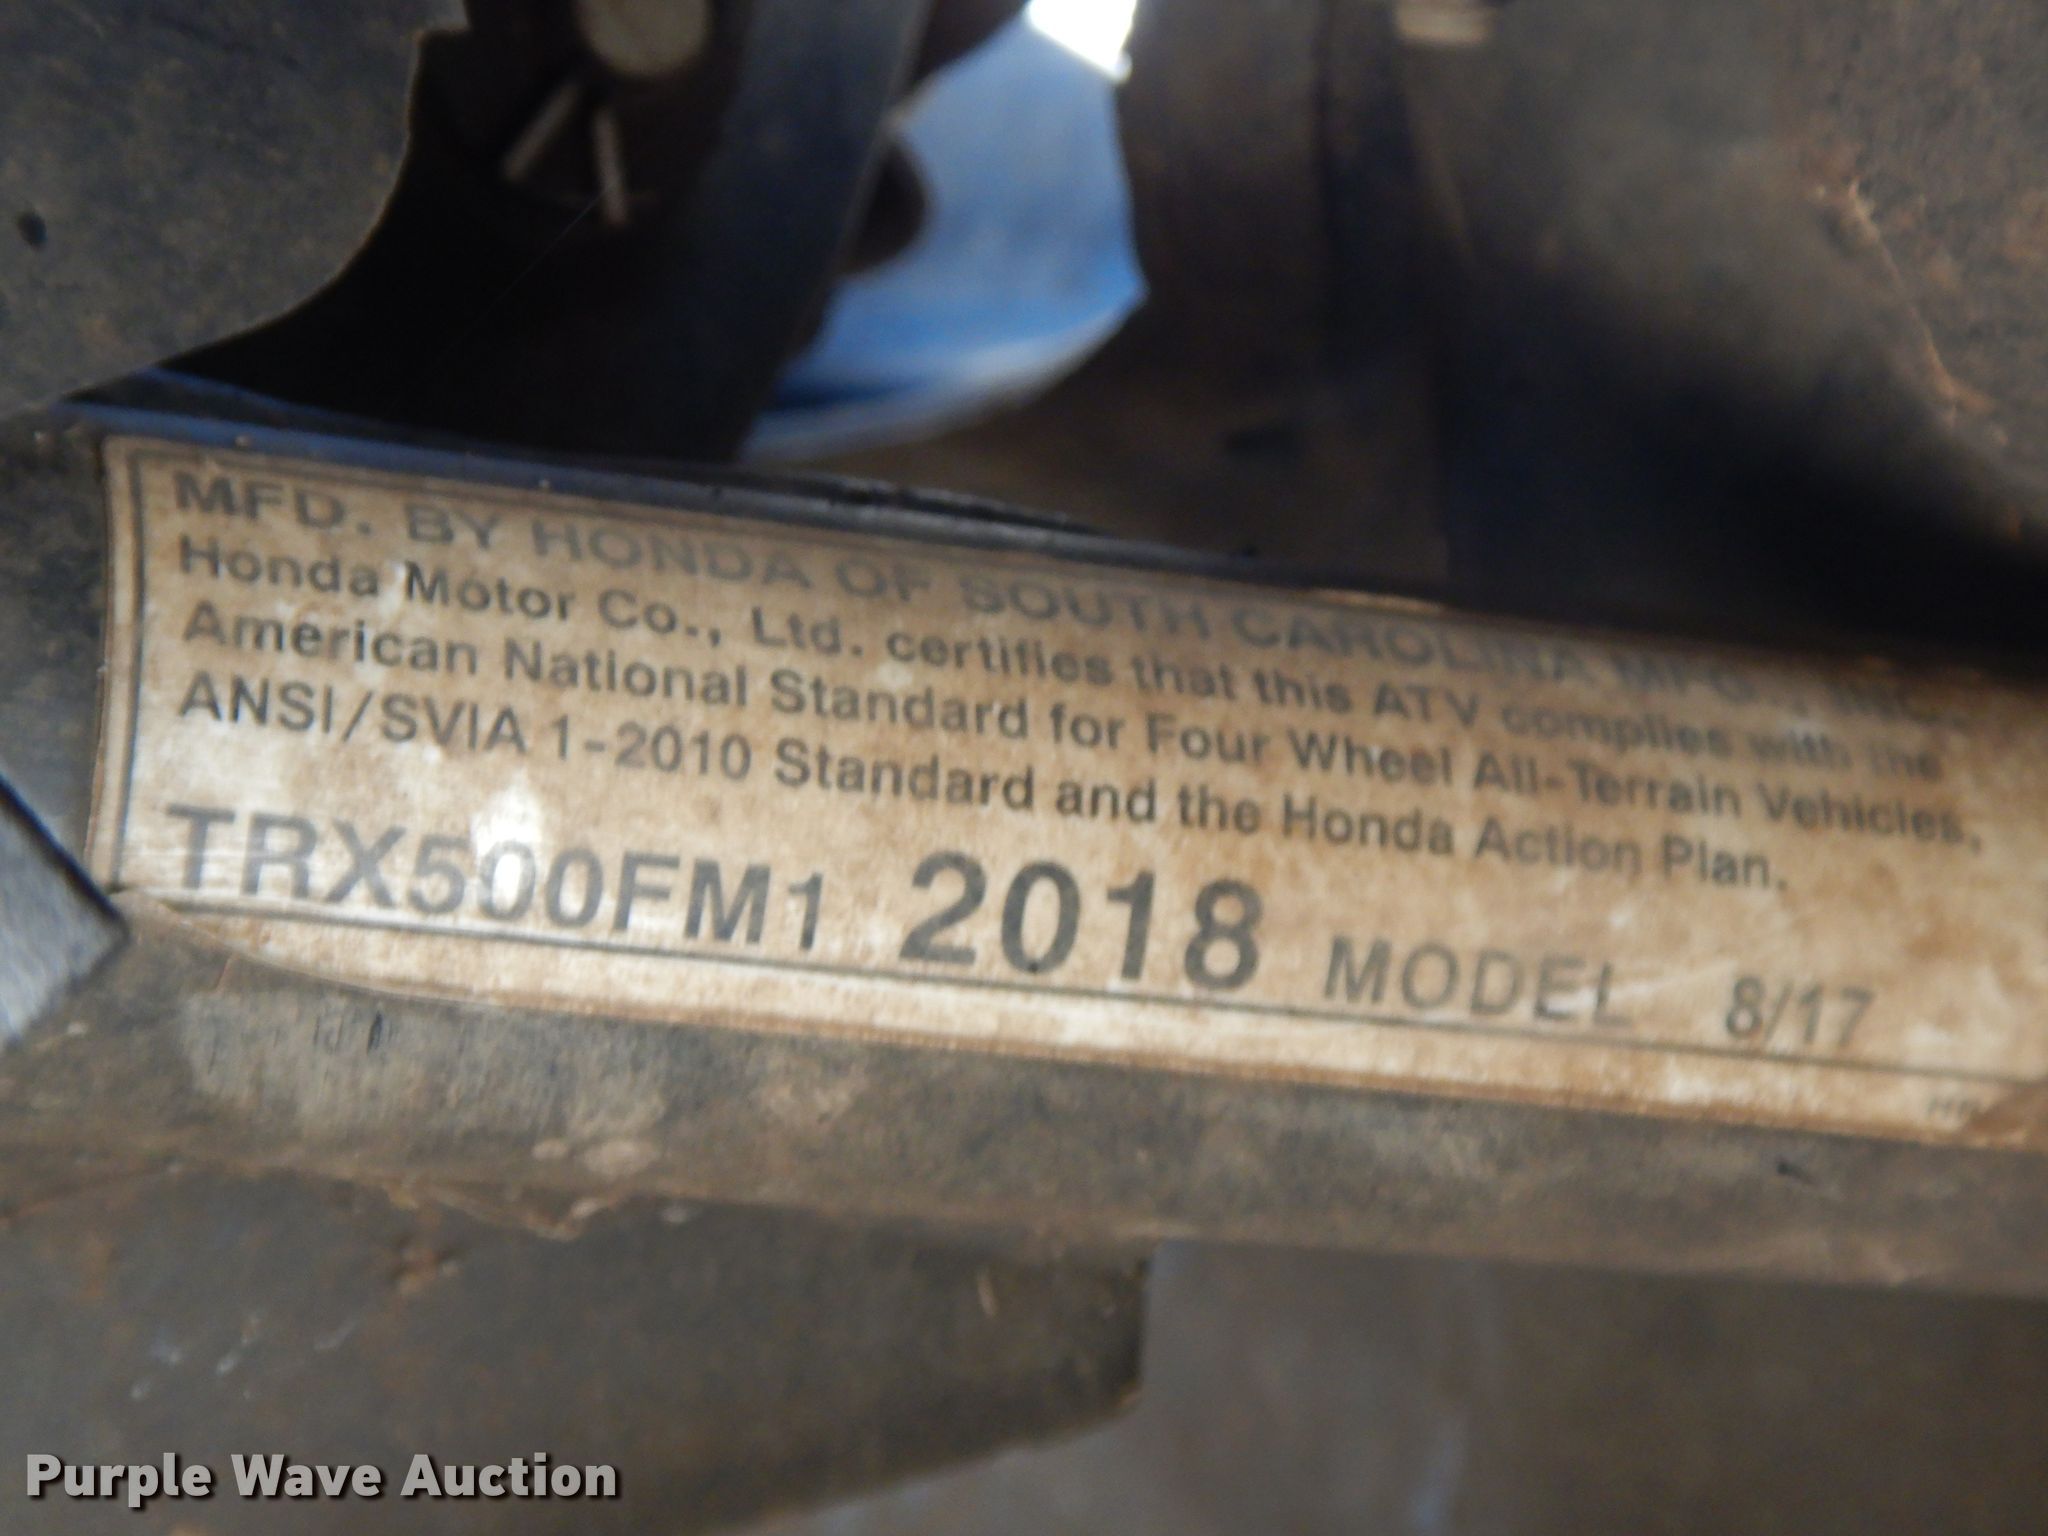 MFD. BY HONDA OF SOUTH CAROLINA MFG., INC.
Honda Motor Co., Ltd. certifies that this ATV complies with the
American National Standard for Four Wheel All-Terrain Vehicles,
ANSI/SVIA 1-2010 Standard and the Honda Action Plan.
TRX500FM1 2018 MODEL 8/17
Purple Wave Auction